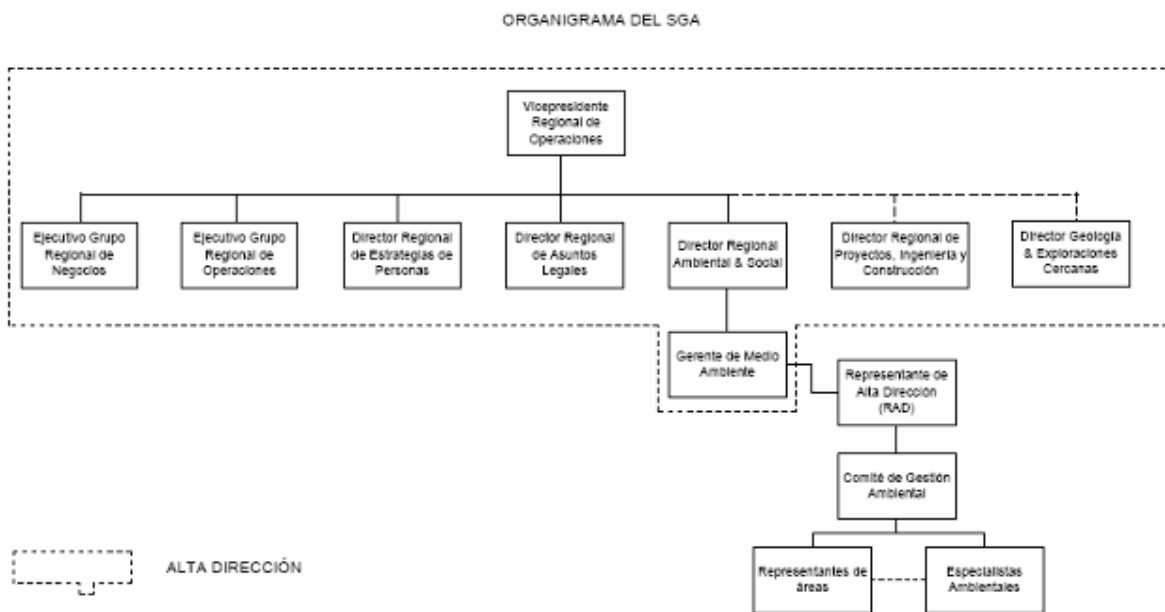 ORGANIGRAMA DEL SGA
Vicepresidente
Regional de
Operaciones
Ejecutivo Grupo
Regional de
Negocios
Ejecutivo Grupo
Regional de
Operaciones
Director Regional
de Estrategias de
Personas
Director Regional
de Asuntos
Legales
Director Regional
Ambiental & Social
Director Regional de
Proyectos, Ingeniería y
Construcción
Director Geología
& Exploraciones
Cercanas
Gerente de Medio
Ambiente
Representante de
Alta Dirección
(RAD)
Comité de Gestión
Ambiental
Representantes de
áreas
Especialistas
Ambientales
ALTA DIRECCIÓN